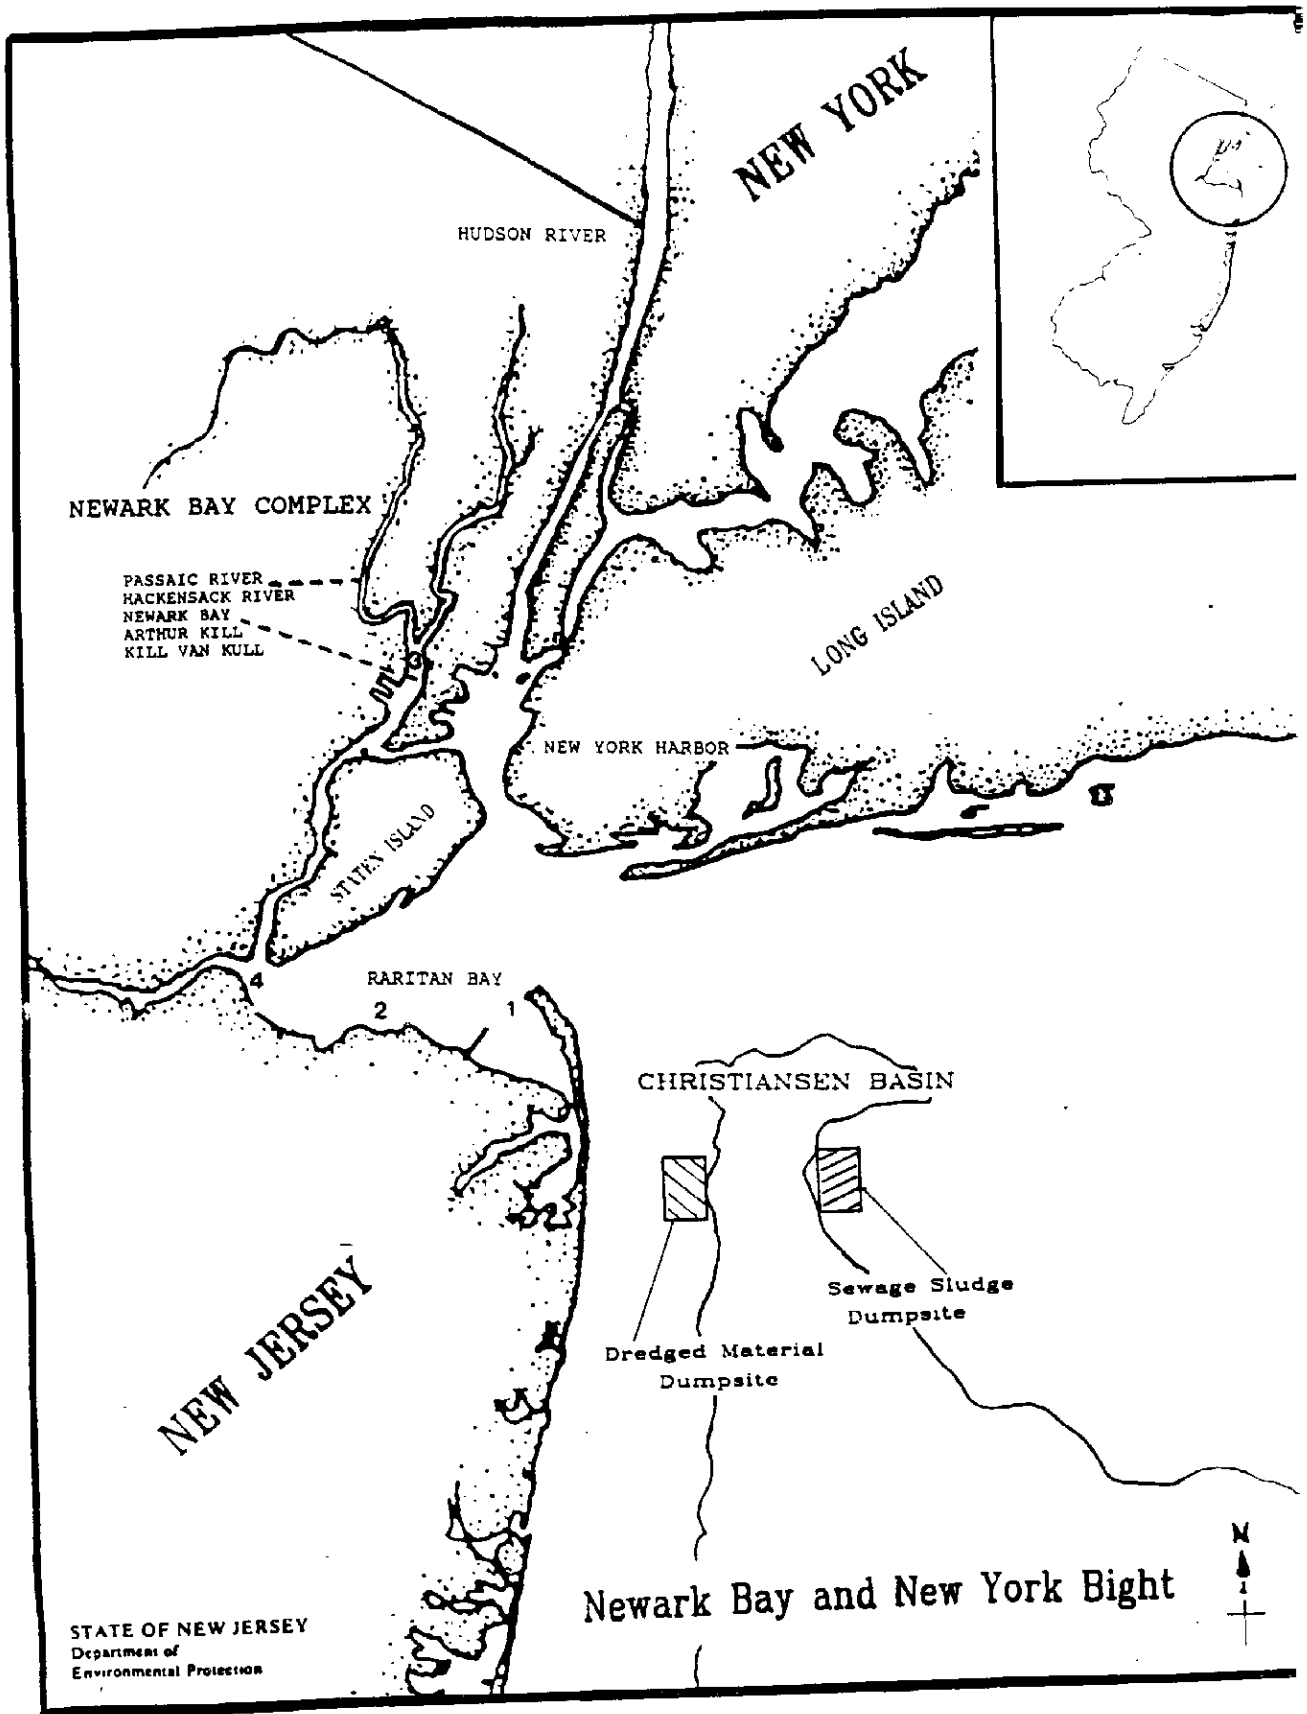 NEW YORK
HUDSON RIVER
NEWARK BAY COMPLEX
PASSAIC RIVER
HACKENSACK RIVER
NEWARK BAY
ARTHUR KILL
KILL VAN KULL
3
LONG ISLAND
NEW YORK HARBOR
STATEN ISLAND
4
RARITAN BAY
2
1
CHRISTIANSEN BASIN
Sewage Sludge
Dumpsite
Dredged Material
Dumpsite
NEW JERSEY
N
1
Newark Bay and New York Bight
STATE OF NEW JERSEY
Department of
Environmental Protection